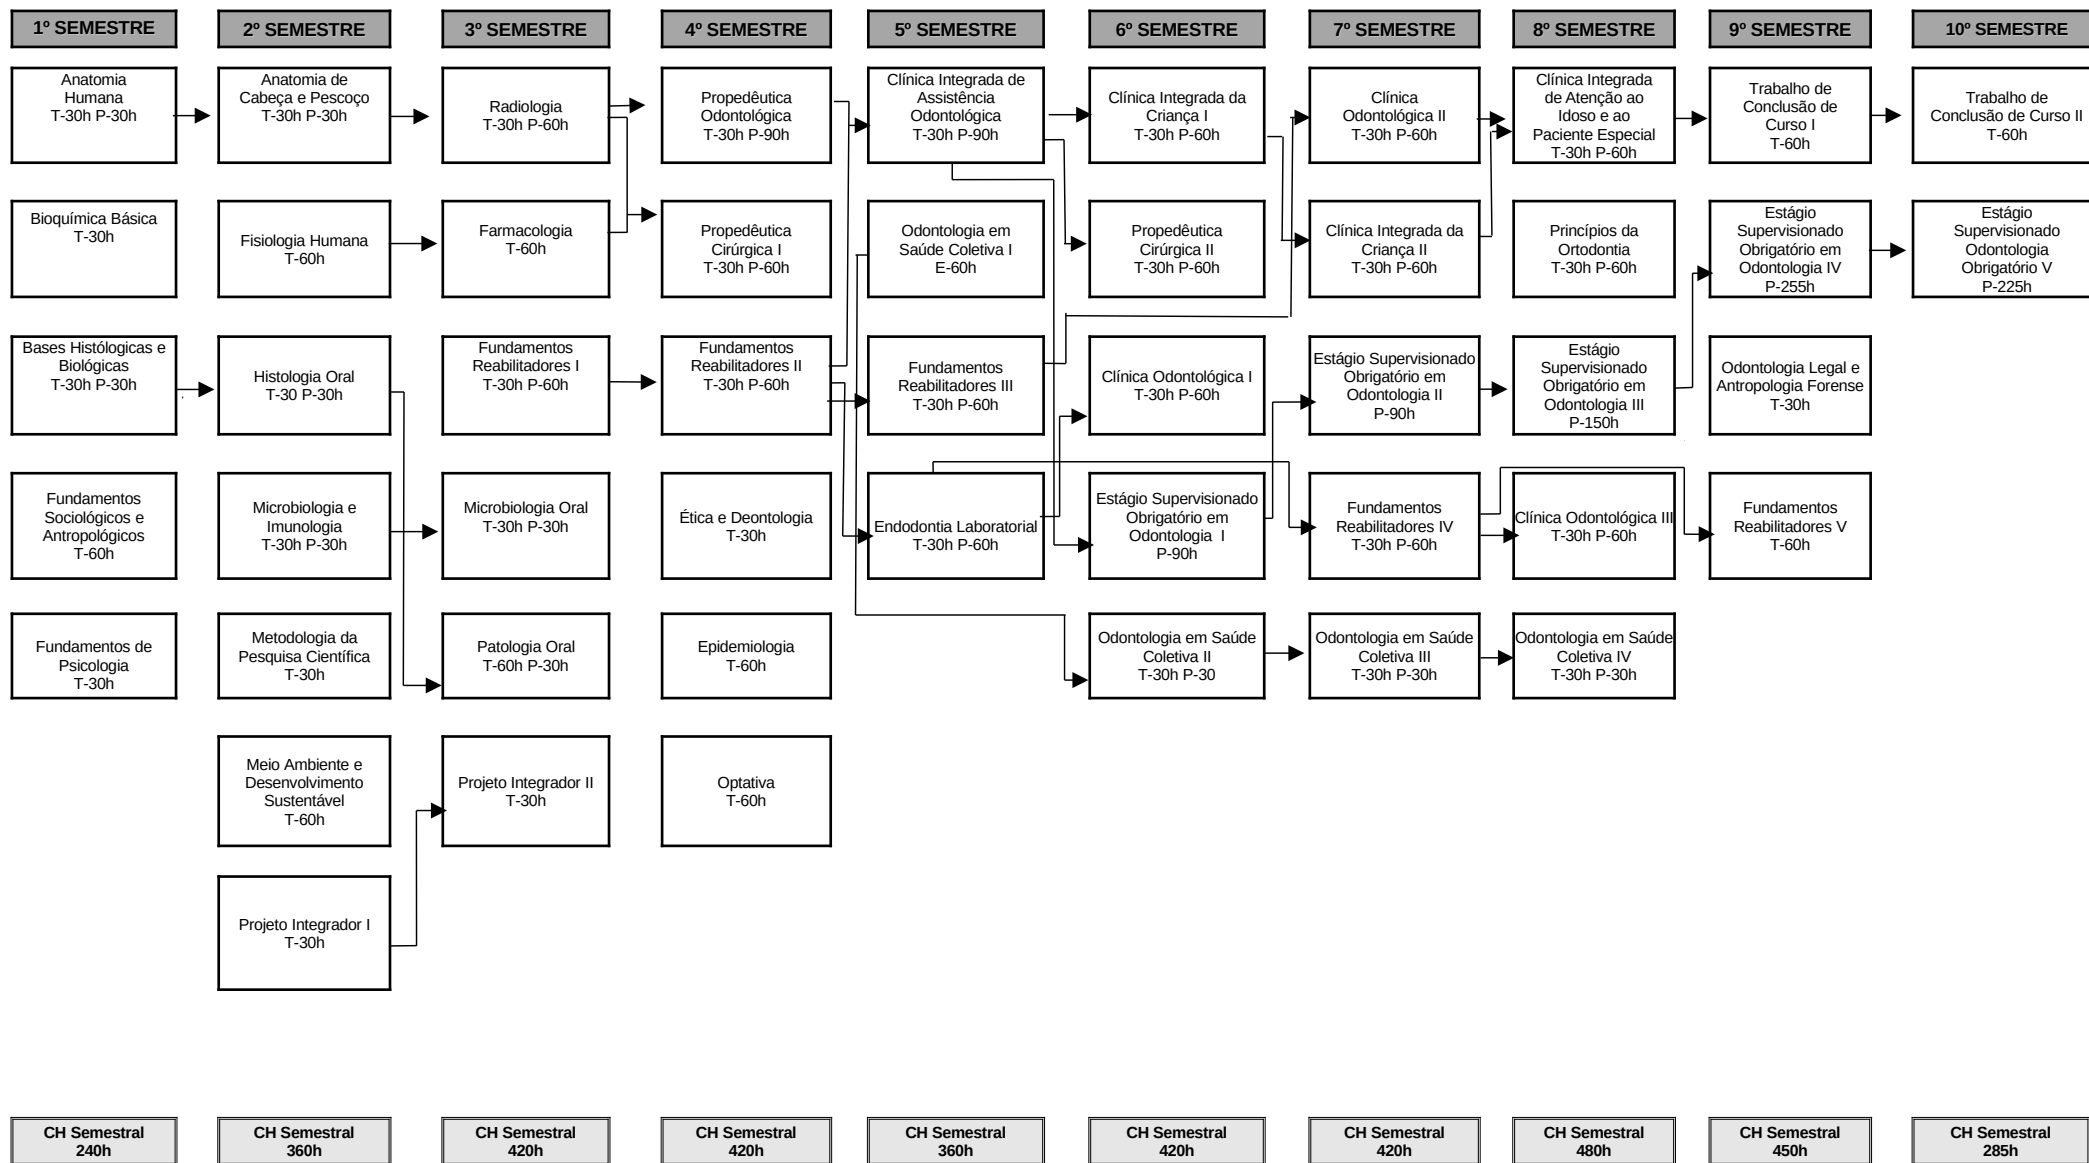 1º SEMESTRE
2º SEMESTRE
3º SEMESTRE
4º SEMESTRE
5º SEMESTRE
6º SEMESTRE
7º SEMESTRE
8º SEMESTRE
9º SEMESTRE
10º SEMESTRE
Anatomia
Humana
T-30h P-30h
Anatomia de
Cabeça e Pescoço
T-30h P-30h
Radiologia
T-30h P-60h
Propedêutica
Odontológica
T-30h P-90h
Clínica Integrada de
Assistência
Odontológica
T-30h P-90h
Clínica Integrada da
Criança I
T-30h P-60h
Clínica
Odontológica II
T-30h P-60h
Clínica Integrada
de Atenção ao
Idoso e ao
Paciente Especial
T-30h P-60h
Trabalho de
Conclusão de
Curso I
T-60h
Trabalho de
Conclusão de Curso II
T-60h
Bioquímica Básica
T-30h
Fisiologia Humana
T-60h
Farmacologia
T-60h
Propedêutica
Cirúrgica I
T-30h P-60h
Odontologia em
Saúde Coletiva I
E-60h
Propedêutica
Cirúrgica II
T-30h P-60h
Clínica Integrada da
Criança II
T-30h P-60h
Princípios da
Ortodontia
T-30h P-60h
Estágio
Supervisionado
Obrigatório em
Odontologia IV
P-255h
Estágio
Supervisionado
Odontologia
Obrigatório V
P-225h
Bases Histólogicas e
Biológicas
T-30h P-30h
Histologia Oral
T-30 P-30h
Fundamentos
Reabilitadores I
T-30h P-60h
Fundamentos
Reabilitadores II
T-30h P-60h
Fundamentos
Reabilitadores III
T-30h P-60h
Clínica Odontológica I
T-30h P-60h
Estágio Supervisionado
Obrigatório em
Odontologia II
P-90h
Estágio
Supervisionado
Obrigatório em
Odontologia III
P-150h
Odontologia Legal e
Antropologia Forense
T-30h
Fundamentos
Sociológicos e
Antropológicos
T-60h
Microbiologia e
Imunologia
T-30h P-30h
Microbiologia Oral
T-30h P-30h
Ética e Deontologia
T-30h
Endodontia Laboratorial
T-30h P-60h
Estágio Supervisionado
Obrigatório em
Odontologia I
P-90h
Fundamentos
Reabilitadores IV
T-30h P-60h
Clínica Odontológica III
T-30h P-60h
Fundamentos
Reabilitadores V
T-60h
Fundamentos de
Psicologia
T-30h
Metodologia da
Pesquisa Científica
T-30h
Patologia Oral
T-60h P-30h
Epidemiologia
T-60h
Odontologia em Saúde
Coletiva II
T-30h P-30
Odontologia em Saúde
Coletiva III
T-30h P-30h
Odontologia em Saúde
Coletiva IV
T-30h P-30h
Meio Ambiente e
Desenvolvimento
Sustentável
T-60h
Projeto Integrador II
T-30h
Optativa
T-60h
Projeto Integrador I
T-30h
CH Semestral
240h
CH Semestral
360h
CH Semestral
420h
CH Semestral
420h
CH Semestral
360h
CH Semestral
420h
CH Semestral
420h
CH Semestral
480h
CH Semestral
450h
CH Semestral
285h